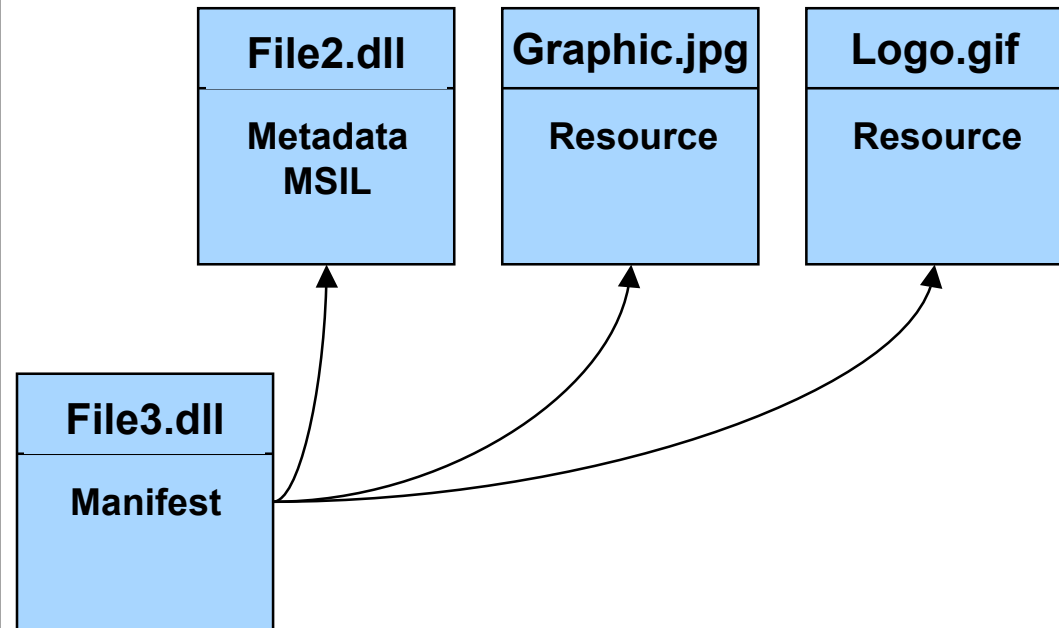 File2.dll
Metadata
MSIL
Graphic.jpg
Resource
Logo.gif
Resource
File3.dll
Manifest